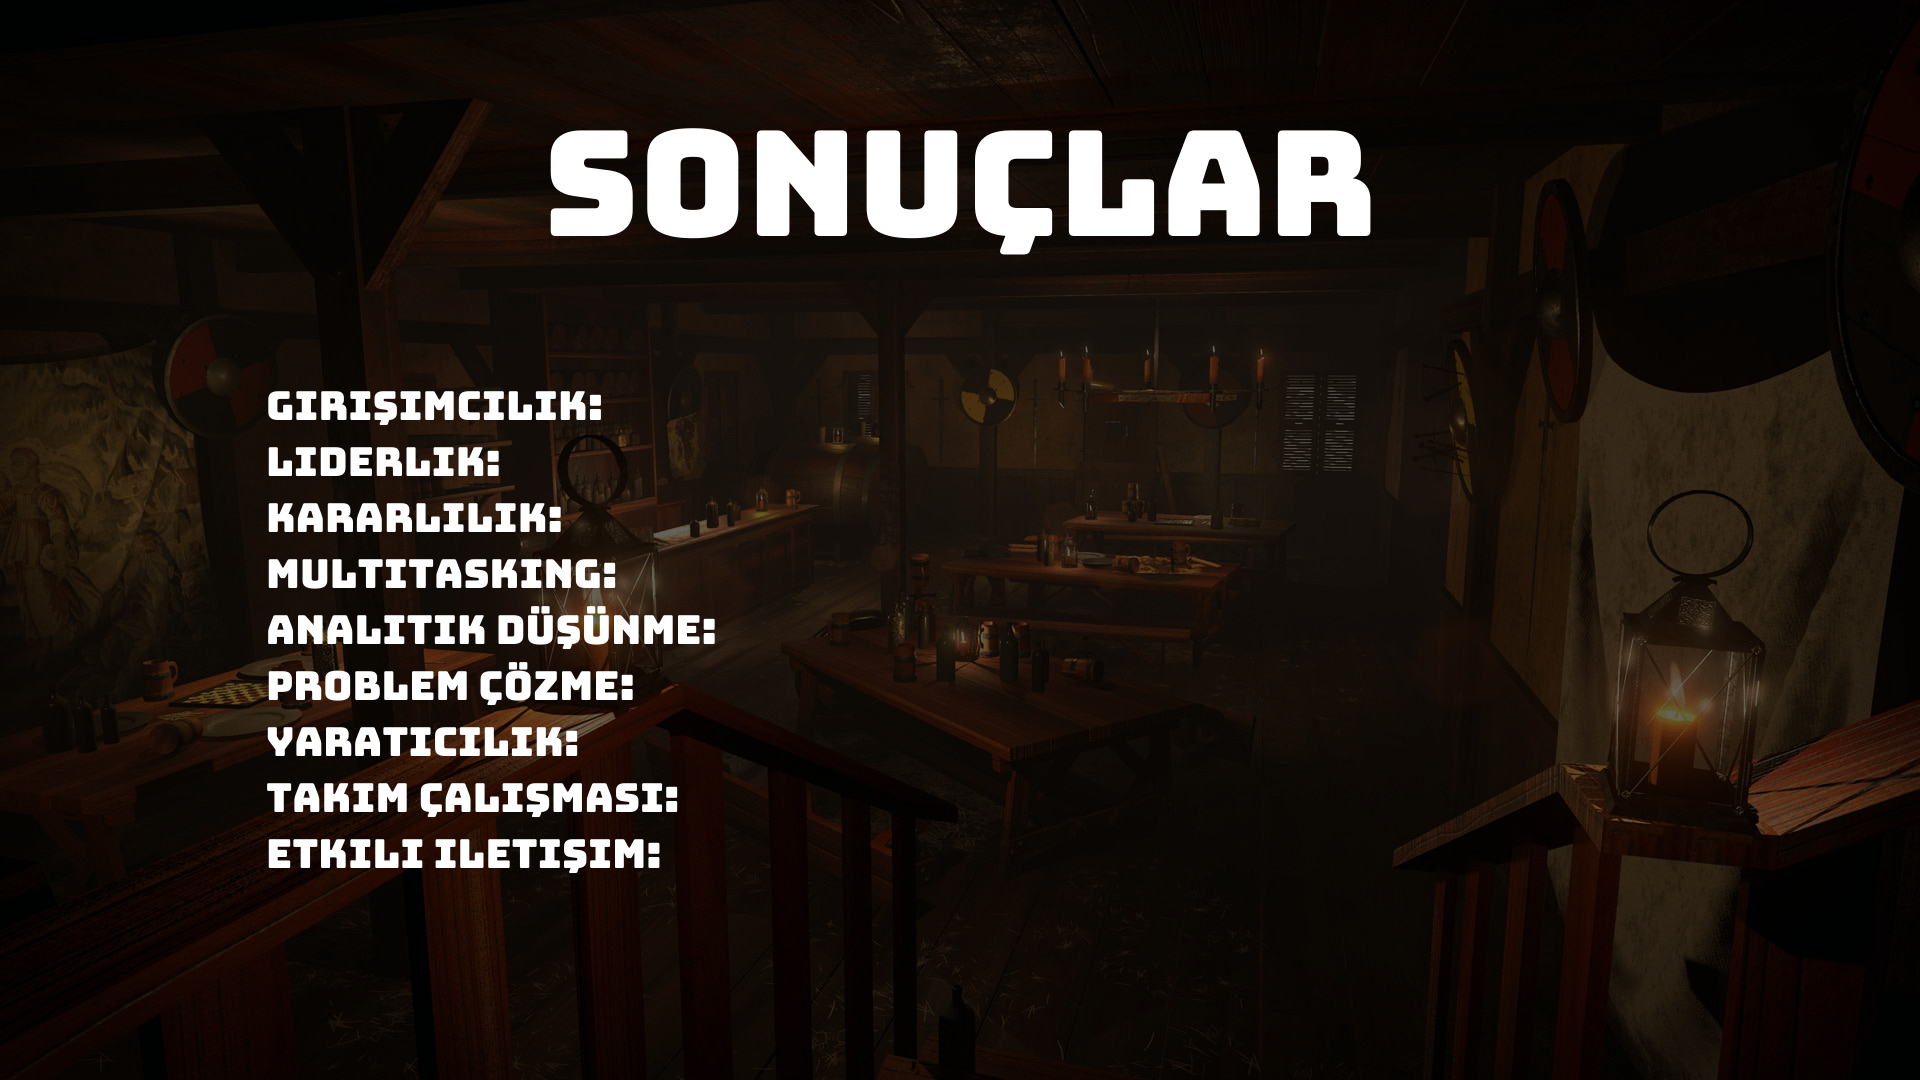 SONUÇLAR
GIRIŞIMCILIK:
LIDERLIK:
KARARLILIK:
MULTITASKING:
ANALITIK DÜŞÜNME:
PROBLEM ÇÖZME:
YARATICILIK:
TAKIM ÇALIŞMASI:
ETKILI ILETIŞIM: